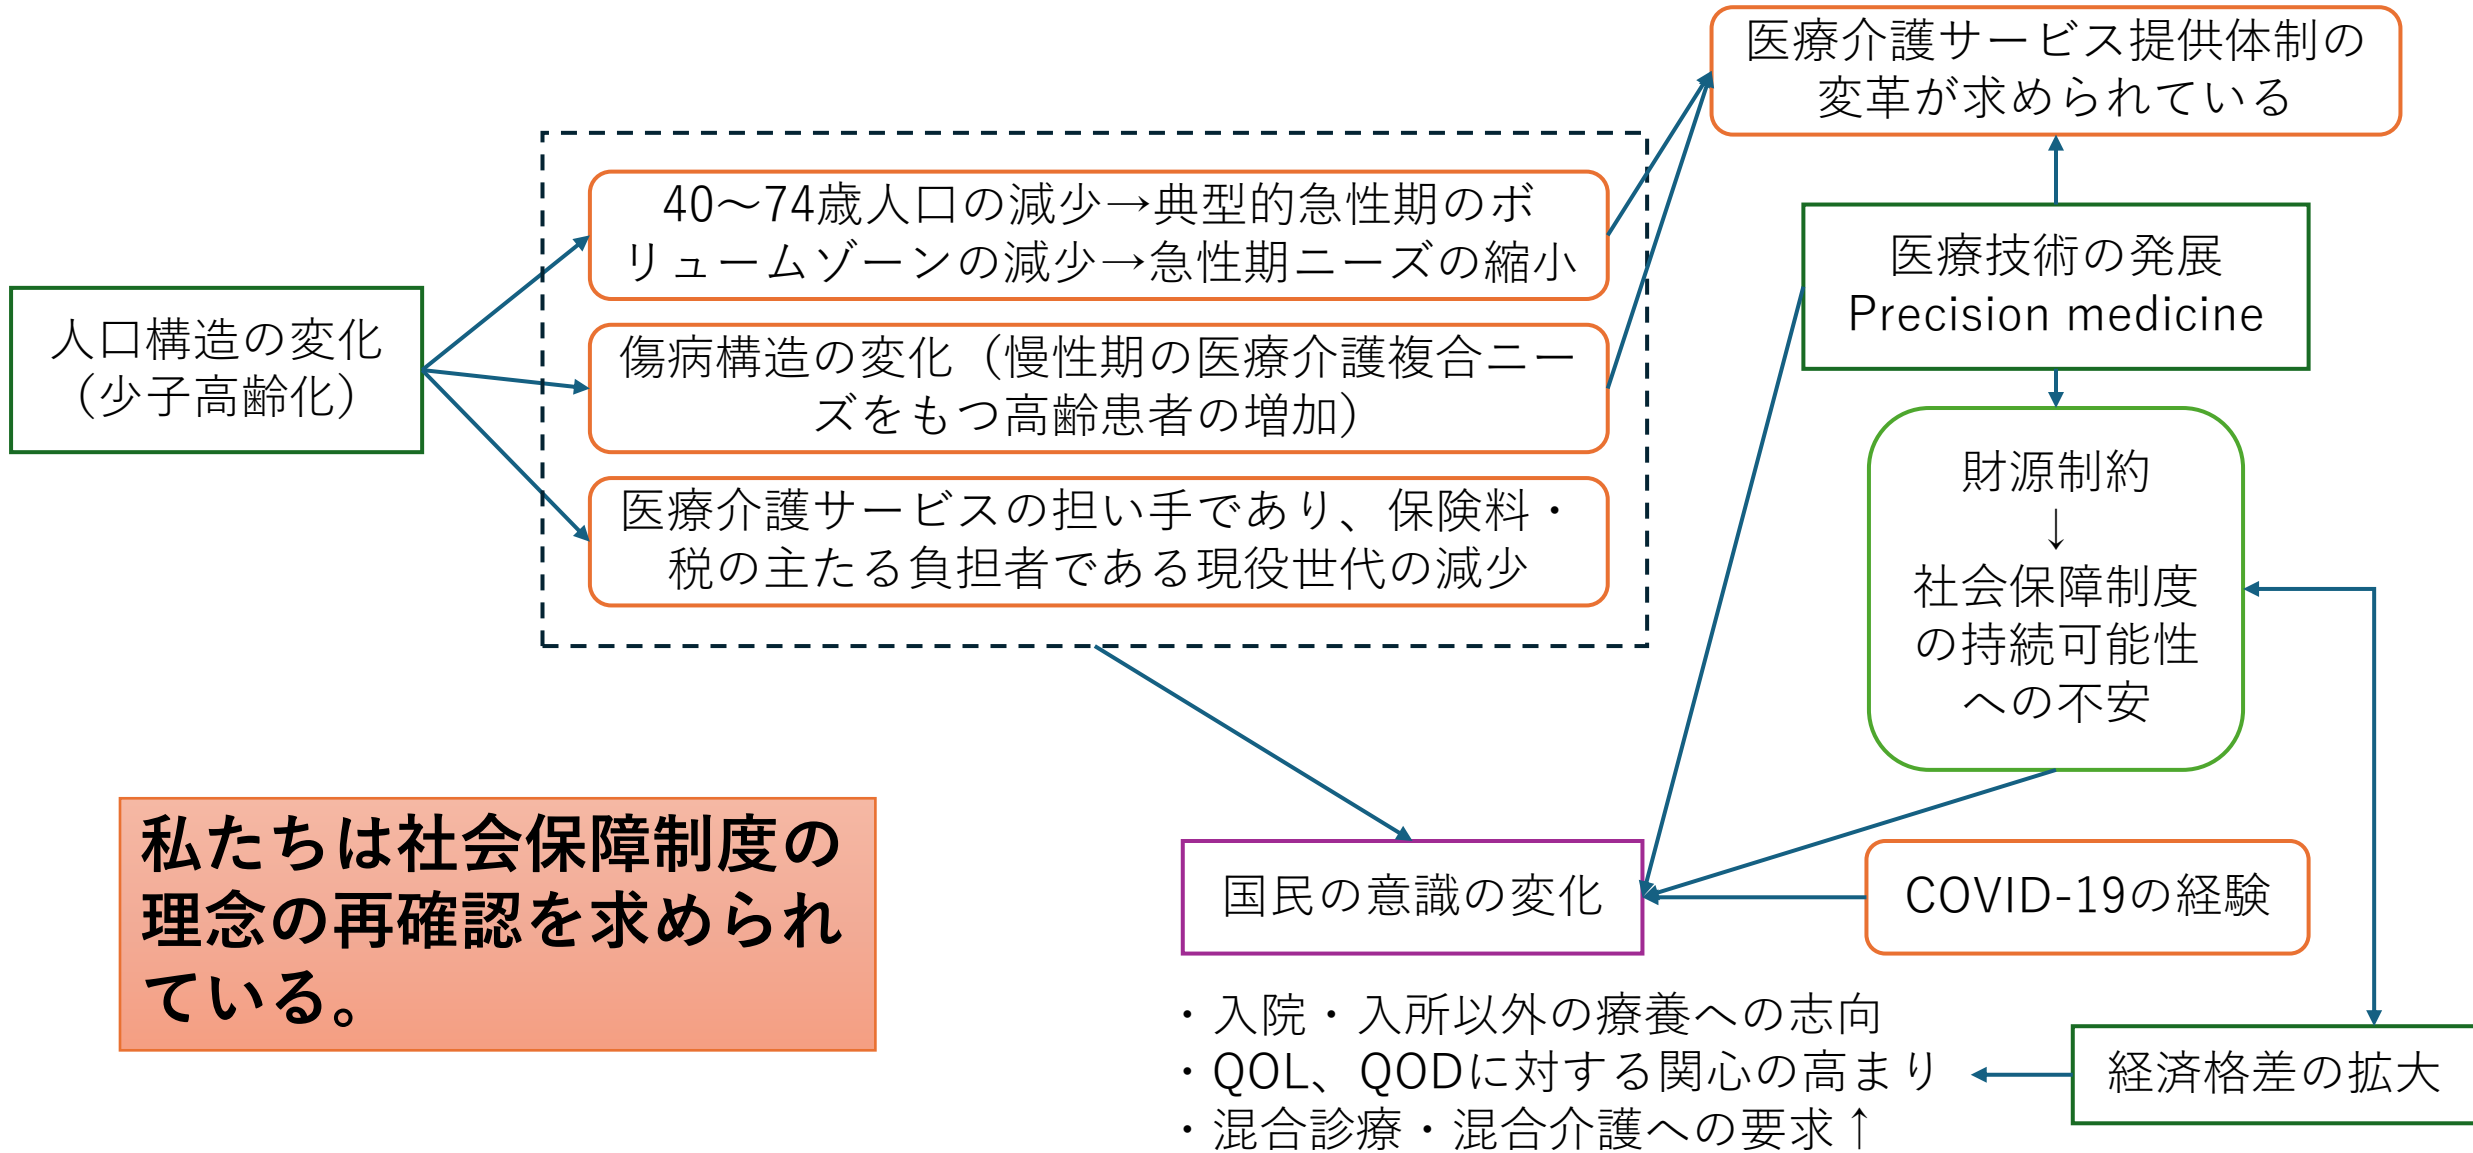 医療介護サービス提供体制の
変革が求められている
40～74歳人口の減少→典型的急性期のボ
リュームゾーンの減少→急性期ニーズの縮小
医療技術の発展
Precision medicine
人口構造の変化
（少子高齢化）
傷病構造の変化（慢性期の医療介護複合ニー
ズをもつ高齢患者の増加）
医療介護サービスの担い手であり、保険料・
税の主たる負担者である現役世代の減少
財源制約
↓
社会保障制度
の持続可能性
への不安
私たちは社会保障制度の
理念の再確認を求められ
ている。
国民の意識の変化
COVID-19の経験
・入院・入所以外の療養への志向
・QOL、QODに対する関心の高まり
・混合診療・混合介護への要求↑
経済格差の拡大